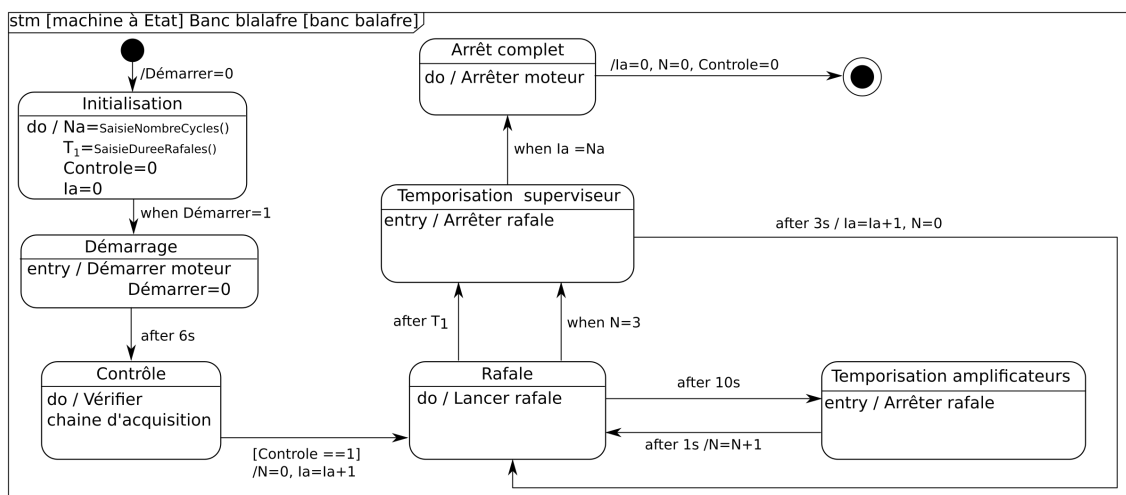 stm [machine à Etat] Banc blalafre [banc balafre]
/Démarrer=0
Initialisation
do / Na=SaisieNombreCycles()
T1=SaisieDureeRafales()
Controle=0
Ia=0
when Démarrer=1
Démarrage
entry / Démarrer moteur
Démarrer=0
after 6s
Contrôle
do / Vérifier
chaine d'acquisition
[Controle ==1]
/N=0, Ia=Ia+1
Arrêt complet
do / Arrêter moteur
/Ia=0, N=0, Controle=0
when Ia =Na
Temporisation superviseur
entry / Arrêter rafale
after 3s / Ia=Ia+1, N=0
after T1
when N=3
Rafale
do / Lancer rafale
after 10s
Temporisation amplificateurs
entry / Arrêter rafale
after 1s /N=N+1